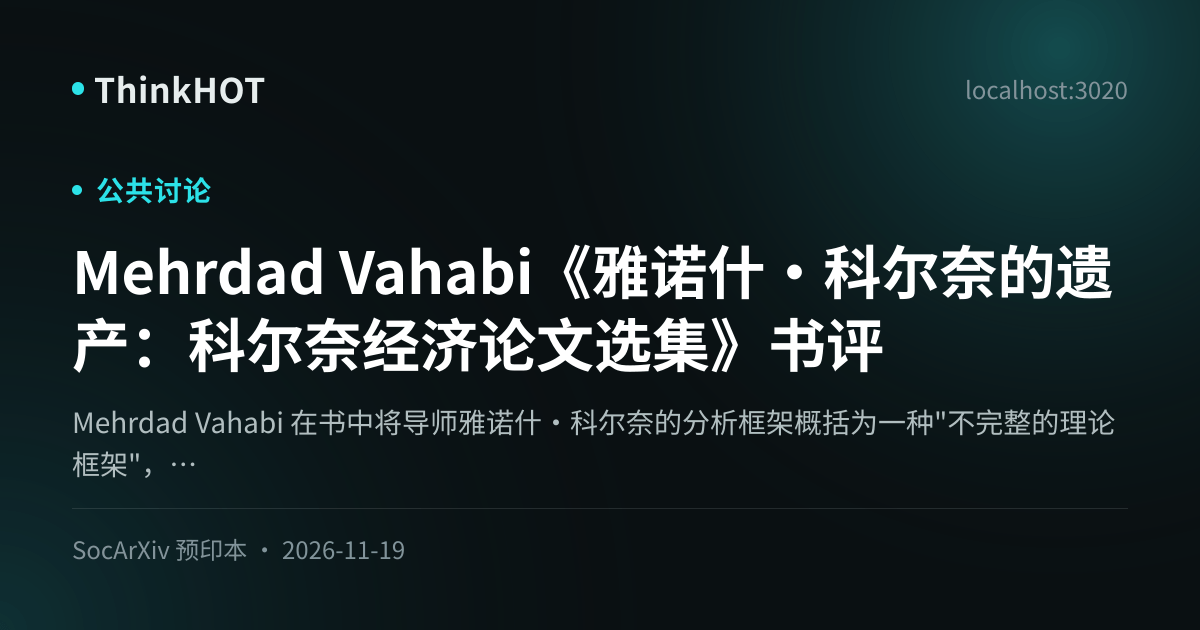 ThinkHOT
localhost:3020
公共讨论
Mehrdad Vahabi《雅诺什·科尔奈的遗
产：科尔奈经济论文选集》书评
Mehrdad Vahabi 在书中将导师雅诺什·科尔奈的分析框架概括为一种"不完整的理论
框架"，…
SocArXiv 预印本 · 2026-11-19